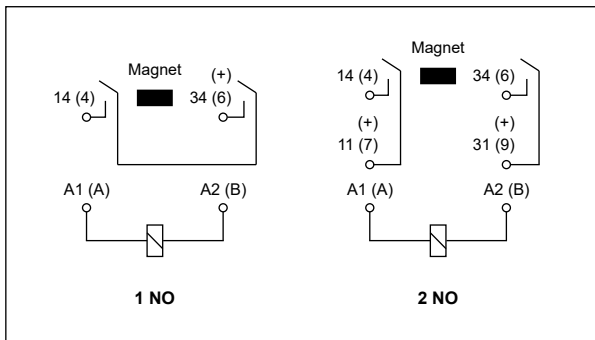 Magnet
(+)
14 (4)
34 (6)
A1 (A)
A2 (B)
1 NO
Magnet
14 (4)
34 (6)
(+)
(+)
11 (7)
31 (9)
A1 (A)
A2 (B)
2 NO